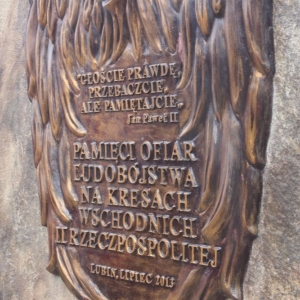 "GŁOŚCIE PRAWDĘ,
PRZEBACZCIE,
ALE PAMIĘTAJCIE„
Jan Paweł II
PAMIĘCI OFIAR
LUDOBÓJSTWA
NA KRESACH
WSCHODNICH
II RZECZPOSPOLITEJ
LUBIN, LIPIEC 2013